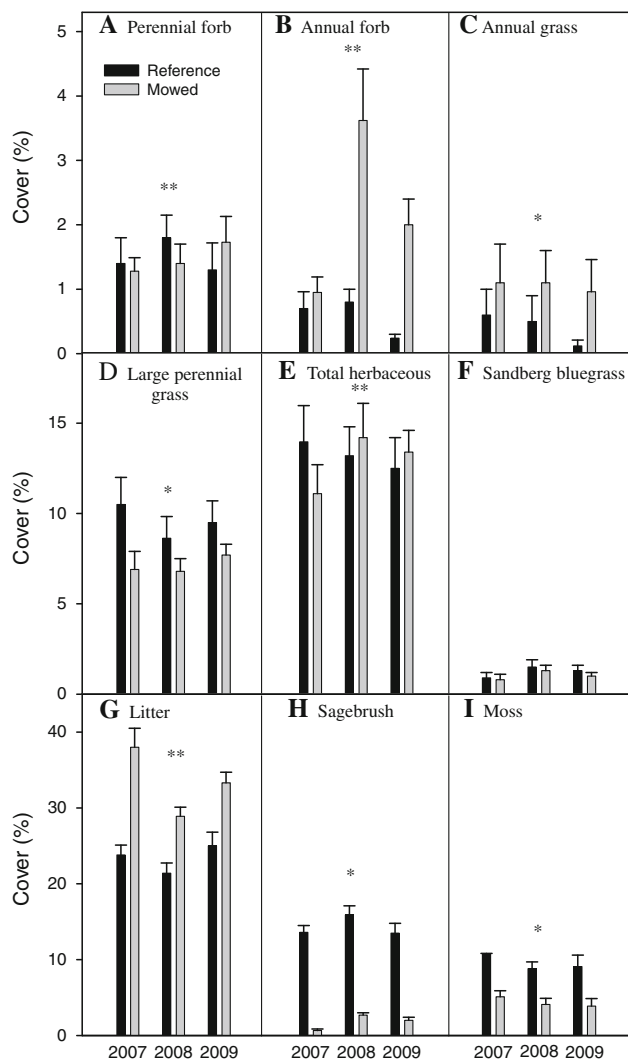 A Perennial forb
B Annual forb
C Annual grass
Reference
Mowed
**
**
*
Cover (%)
5
4
3
2
1
0
D Large perennial
grass
E Total herbaceous
F Sandberg bluegrass
*
**
Cover (%)
15
10
5
0
G Litter
H Sagebrush
I Moss
**
*
*
Cover (%)
40
30
20
10
0
2007 2008 2009
2007 2008 2009
2007 2008 2009